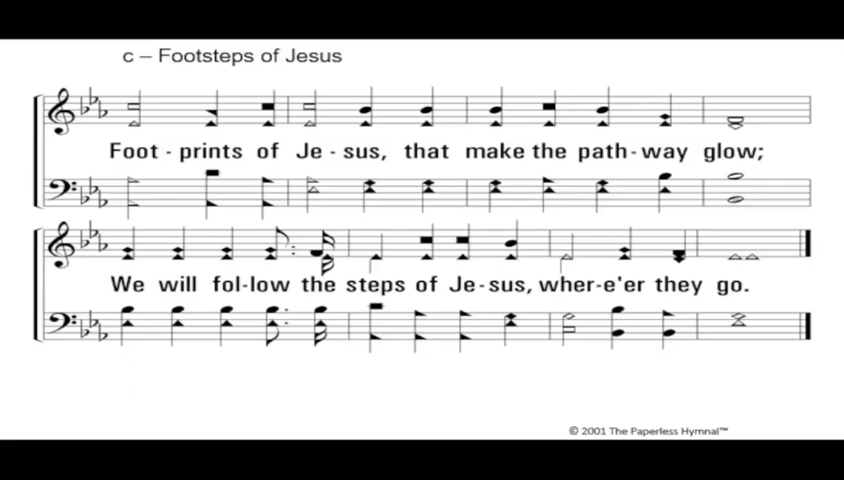 c – Footsteps of Jesus
Foot - prints of Je - sus, that make the path - way glow;
We will fol - low the steps of Je - sus, wher - e'er they go.
© 2001 The Paperless Hymnal™